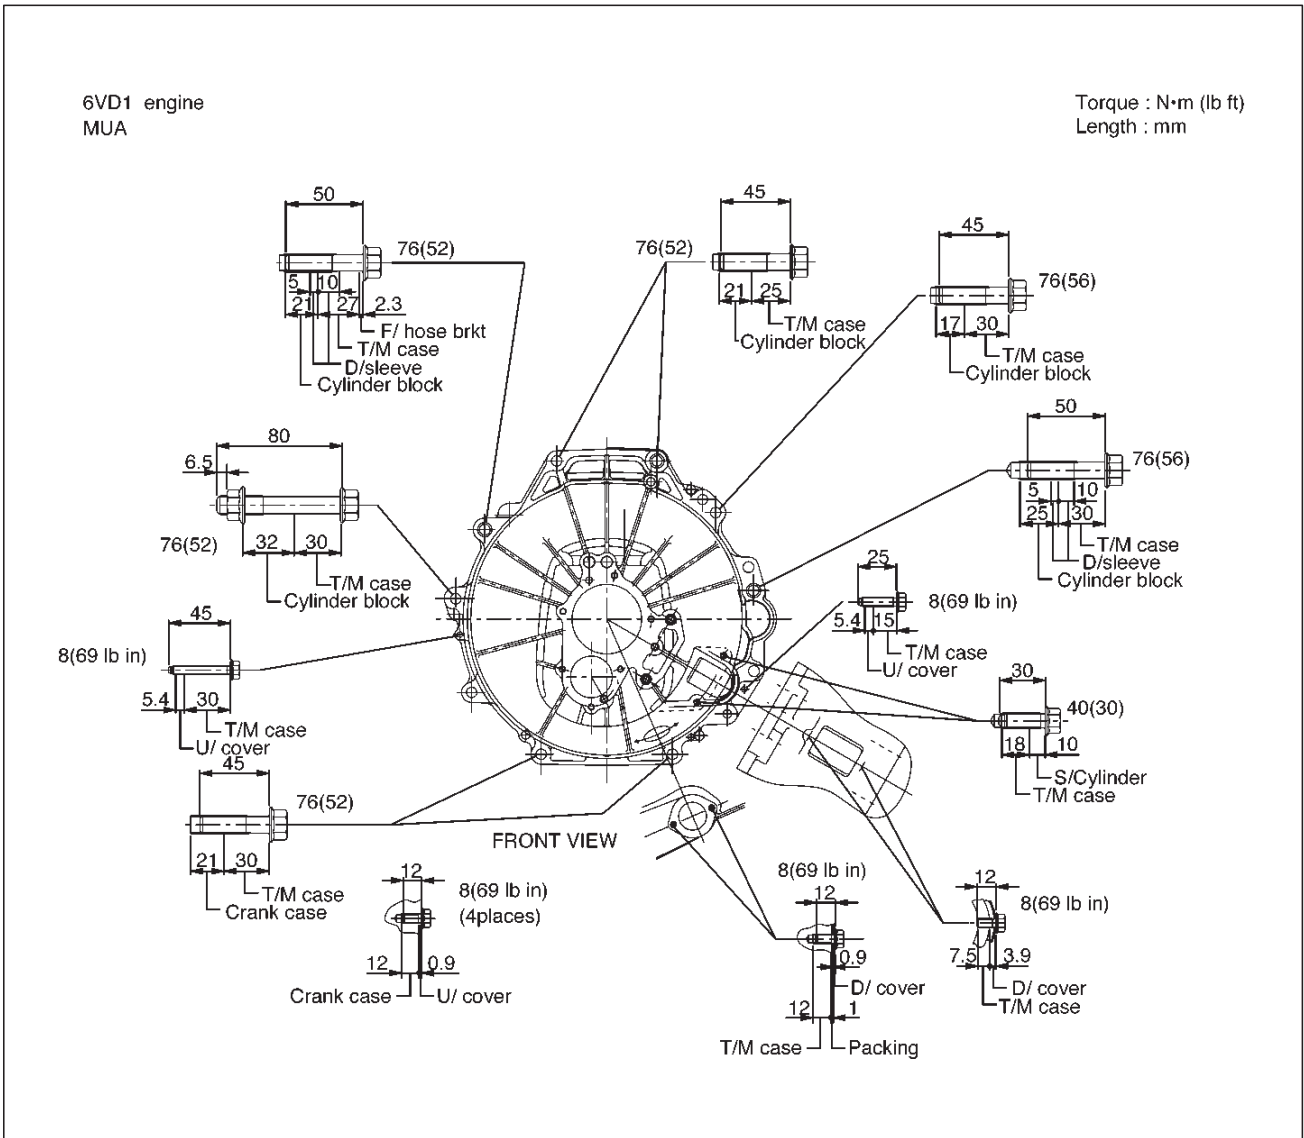 6VD1 engine
MUA
Torque : N•m (lb ft)
Length : mm
50
76(52)
5 10
21 27 2.3
F/ hose brkt
T/M case
D/sleeve
Cylinder block
45
76(52)
21 25
T/M case
Cylinder block
45
76(56)
17 30
T/M case
Cylinder block
80
6.5
76(52)
32 30
T/M case
Cylinder block
50
76(56)
5 10
25 30
T/M case
D/sleeve
Cylinder block
25
8(69 lb in)
5.4 15
T/M case
U/ cover
45
8(69 lb in)
5.4 30
T/M case
U/ cover
30
40(30)
18 10
S/Cylinder
T/M case
45
76(52)
21 30
T/M case
Crank case
FRONT VIEW
12
8(69 lb in)
(4places)
12 0.9
Crank case
U/ cover
8(69 lb in)
12
0.9
D/ cover
12 1
T/M case
Packing
12
8(69 lb in)
7.5 3.9
D/ cover
T/M case